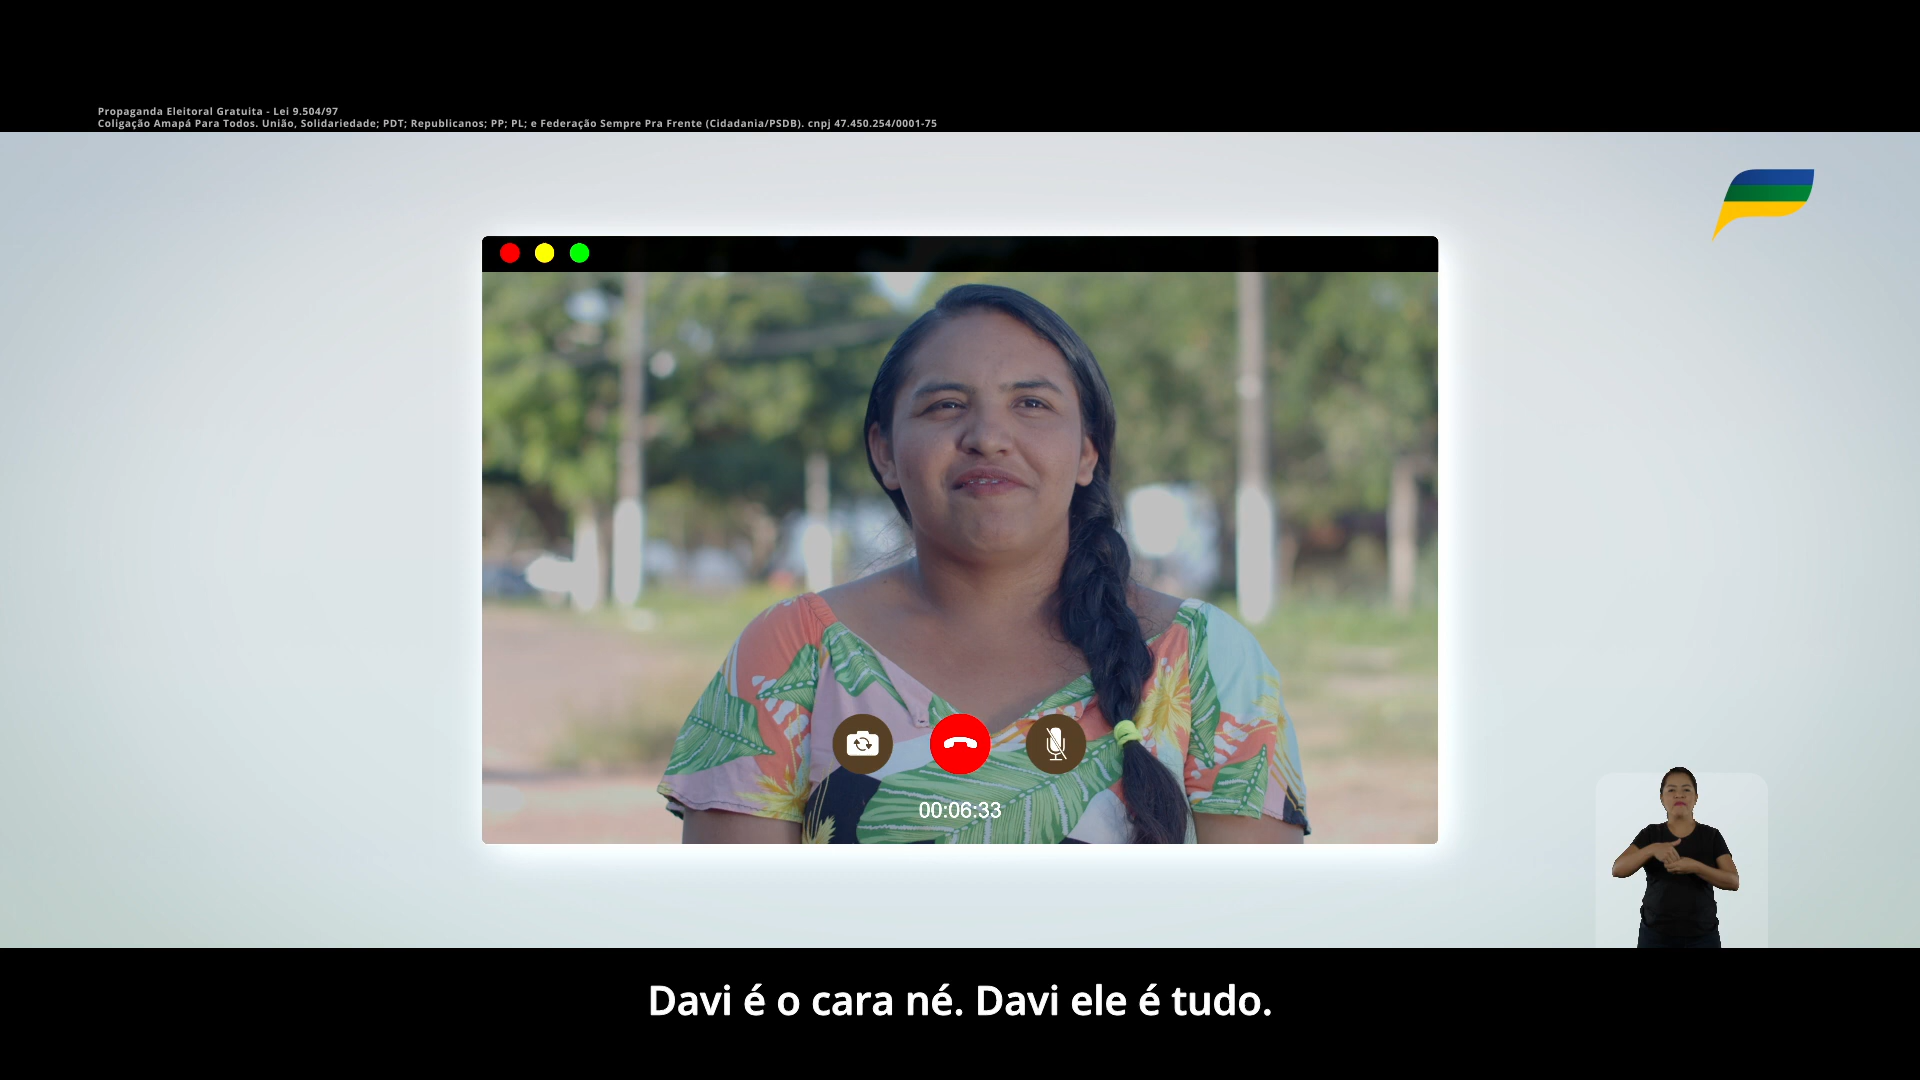 Propaganda Eleitoral Gratuita - Lei 9.504/97
Coligação Amapá Para Todos. União, Solidariedade; PDT; Republicanos; PP; PL; e Federação Sempre Pra Frente (Cidadania/PSDB). cnpj 47.450.254/0001-75
00:06:33
Davi é o cara né. Davi ele é tudo.